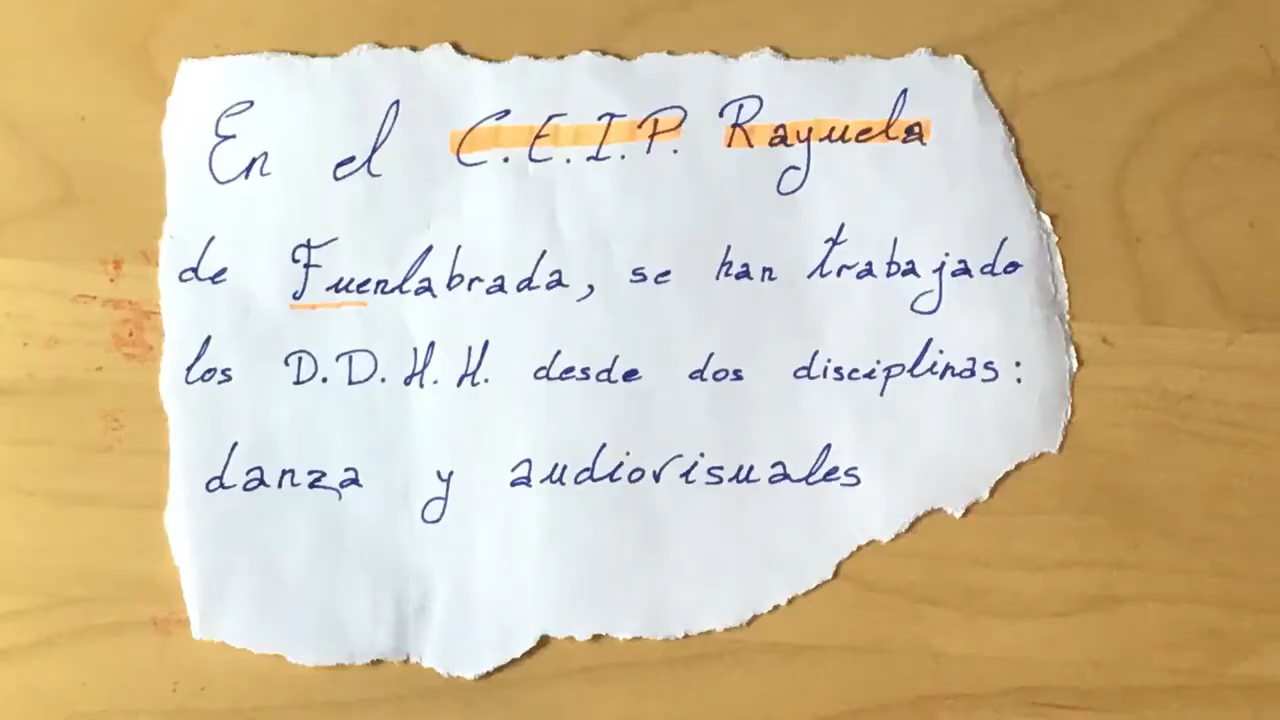 En el C.E.I.P. Rayuela
de Fuenlabrada, se han trabajado
los D.D.H.H. desde dos disciplinas:
danza y audiovisuales